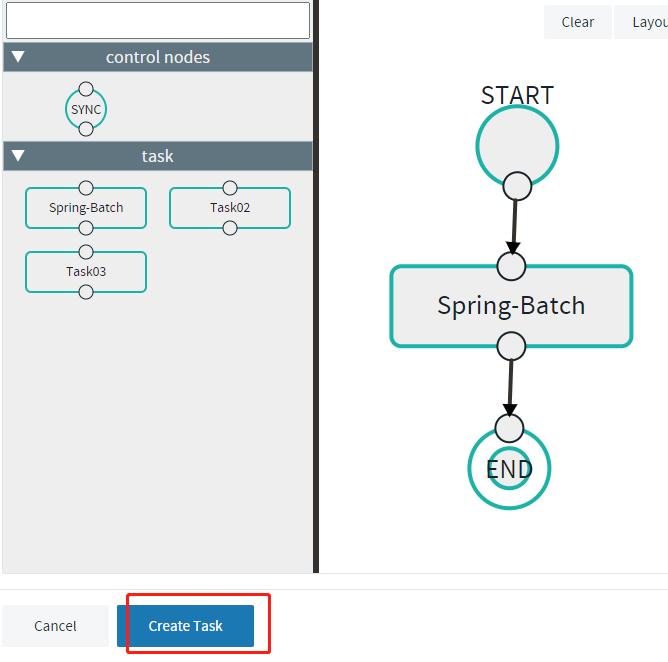 control nodes
SYNC
task
Spring-Batch
Task02
Task03
Clear
Layou
START
Spring-Batch
END
Cancel
Create Task